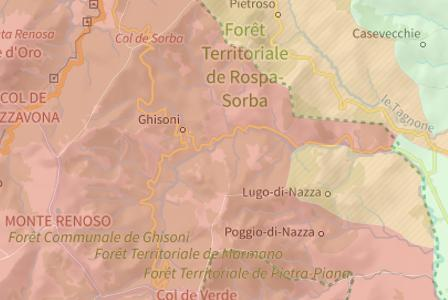 Pietroso
Casevecchie
nta Renosa
e d'Oro
Col de Sorba
Forêt
Territoriale
de Rospa-
Sorba
COL DE
ZZAVONA
le Tagnone
Ghisoni
Lugo-di-Nazza
MONTE RENOSO
Poggio-di-Nazza
Forêt Communale de Ghisoni
Forêt Territoriale de Marmano
Forêt Territoriale de Pietra-Piana
Col de Verde